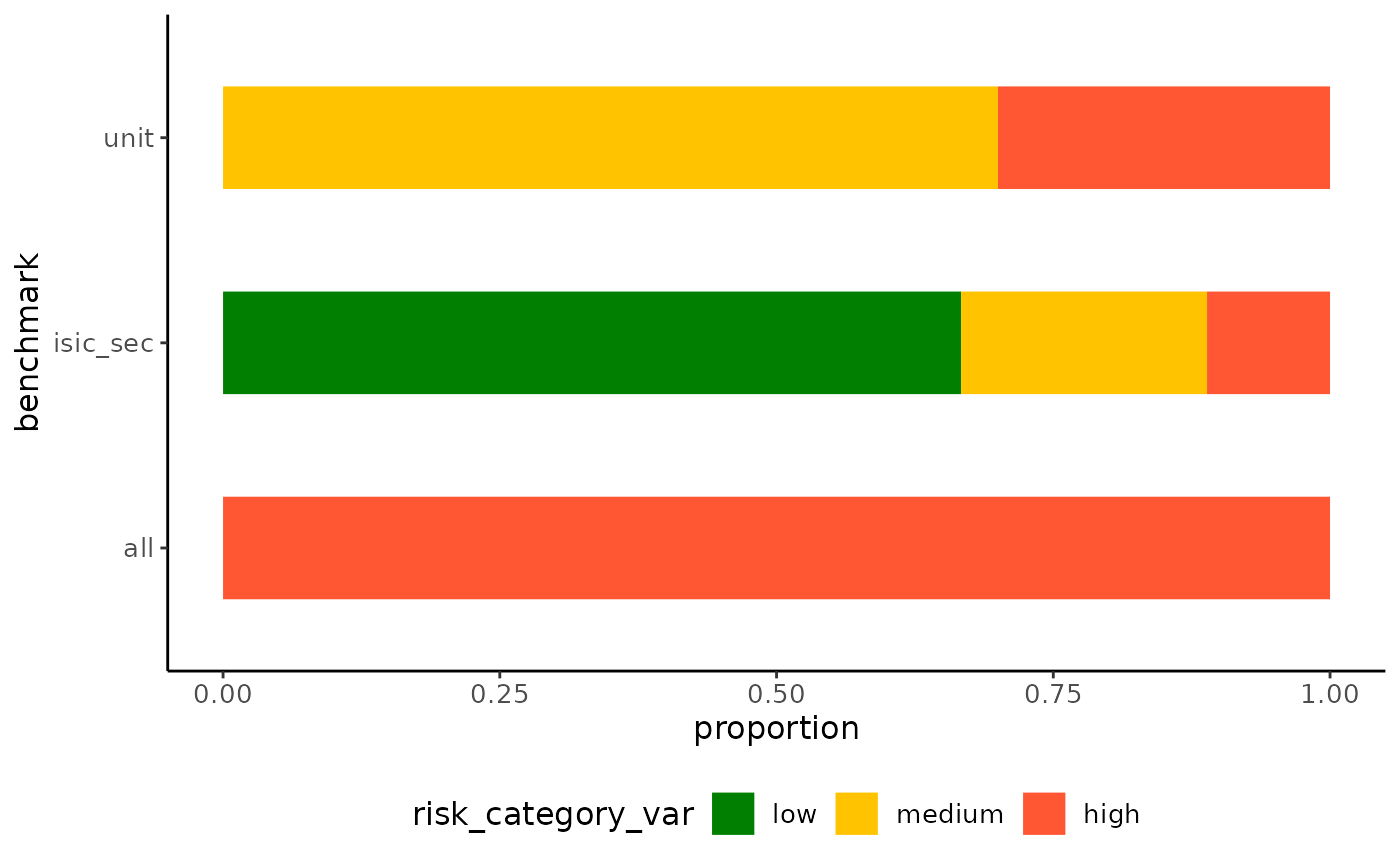 benchmark
unit
isic_sec
all
0.00 0.25 0.50 0.75 1.00
proportion
risk_category_var low medium high